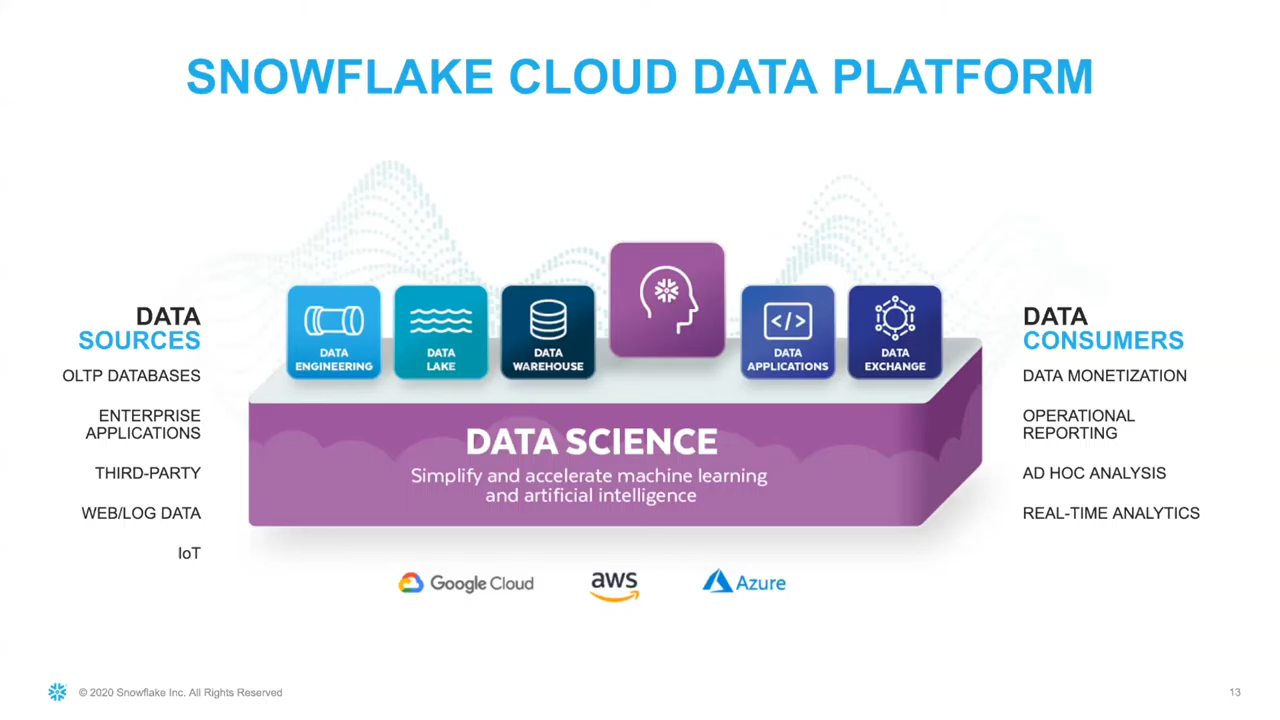 SNOWFLAKE CLOUD DATA PLATFORM
DATA
SOURCES
OLTP DATABASES
ENTERPRISE
APPLICATIONS
THIRD-PARTY
WEB/LOG DATA
IoT
DATA
ENGINEERING
DATA
LAKE
DATA
WAREHOUSE
DATA
APPLICATIONS
DATA
EXCHANGE
DATA SCIENCE
Simplify and accelerate machine learning
and artificial intelligence
Google Cloud
aws
Azure
DATA
CONSUMERS
DATA MONETIZATION
OPERATIONAL
REPORTING
AD HOC ANALYSIS
REAL-TIME ANALYTICS
© 2020 Snowflake Inc. All Rights Reserved
13